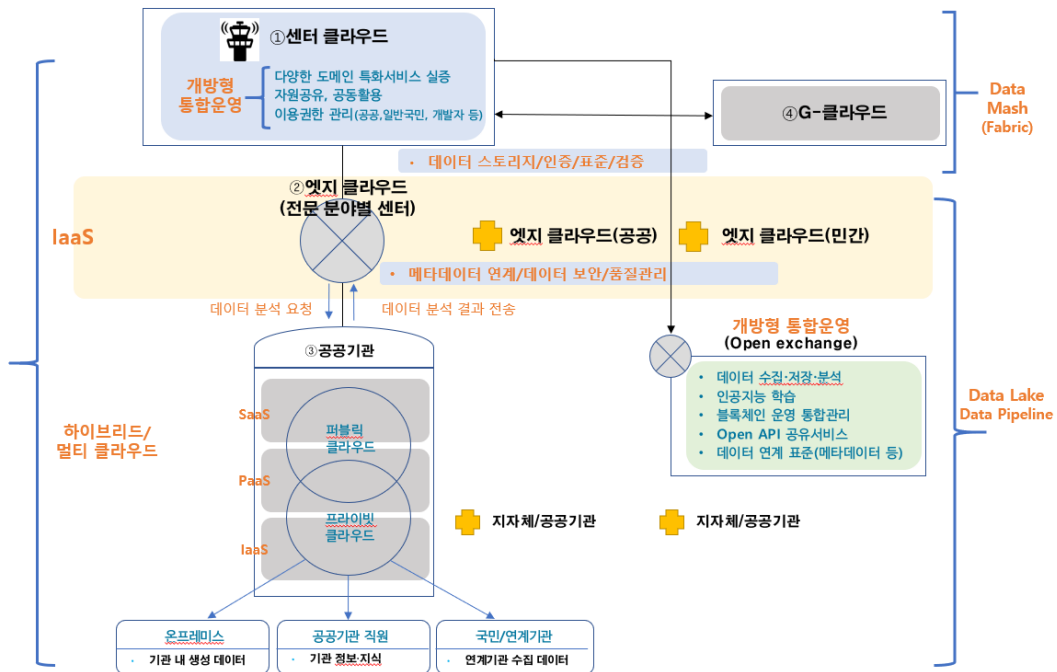 ①센터 클라우드
개방형
통합운영
다양한 도메인 특화서비스 실증
자원공유, 공동활용
이용권한 관리(공공,일반국민, 개발자 등)
④G-클라우드
Data
Mash
(Fabric)
• 데이터 스토리지/인증/표준/검증
②엣지 클라우드
(전문 분야별 센터)
IaaS
엣지 클라우드(공공)
엣지 클라우드(민간)
• 메타데이터 연계/데이터 보안/품질관리
데이터 분석 요청
데이터 분석 결과 전송
개방형 통합운영
(Open exchange)
③공공기관
• 데이터 수집·저장·분석
• 인공지능 학습
• 블록체인 운영 통합관리
• Open API 공유서비스
• 데이터 연계 표준(메타데이터 등)
Data Lake
Data Pipeline
하이브리드/
멀티 클라우드
SaaS
퍼블릭
클라우드
PaaS
프라이빗
클라우드
IaaS
지자체/공공기관
지자체/공공기관
온프레미스
• 기관 내 생성 데이터
공공기관 직원
• 기관 정보·지식
국민/연계기관
• 연계기관 수집 데이터